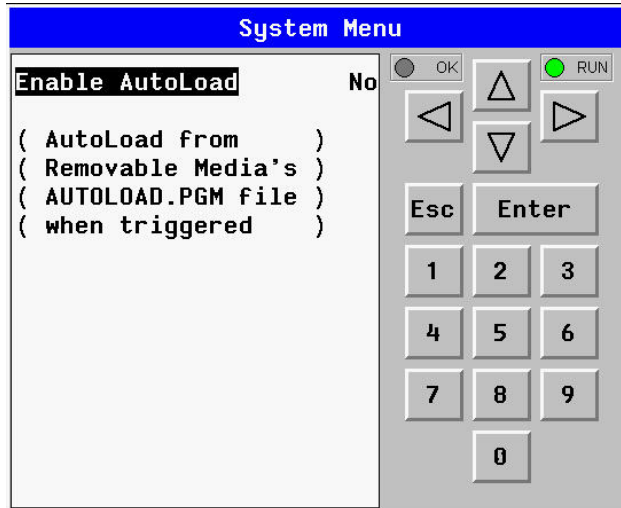 System Menu
Enable AutoLoad No
( AutoLoad from )
( Removable Media's )
( AUTOLOAD.PGM file )
( when triggered )
OK
RUN
Esc Enter
1 2 3
4 5 6
7 8 9
0